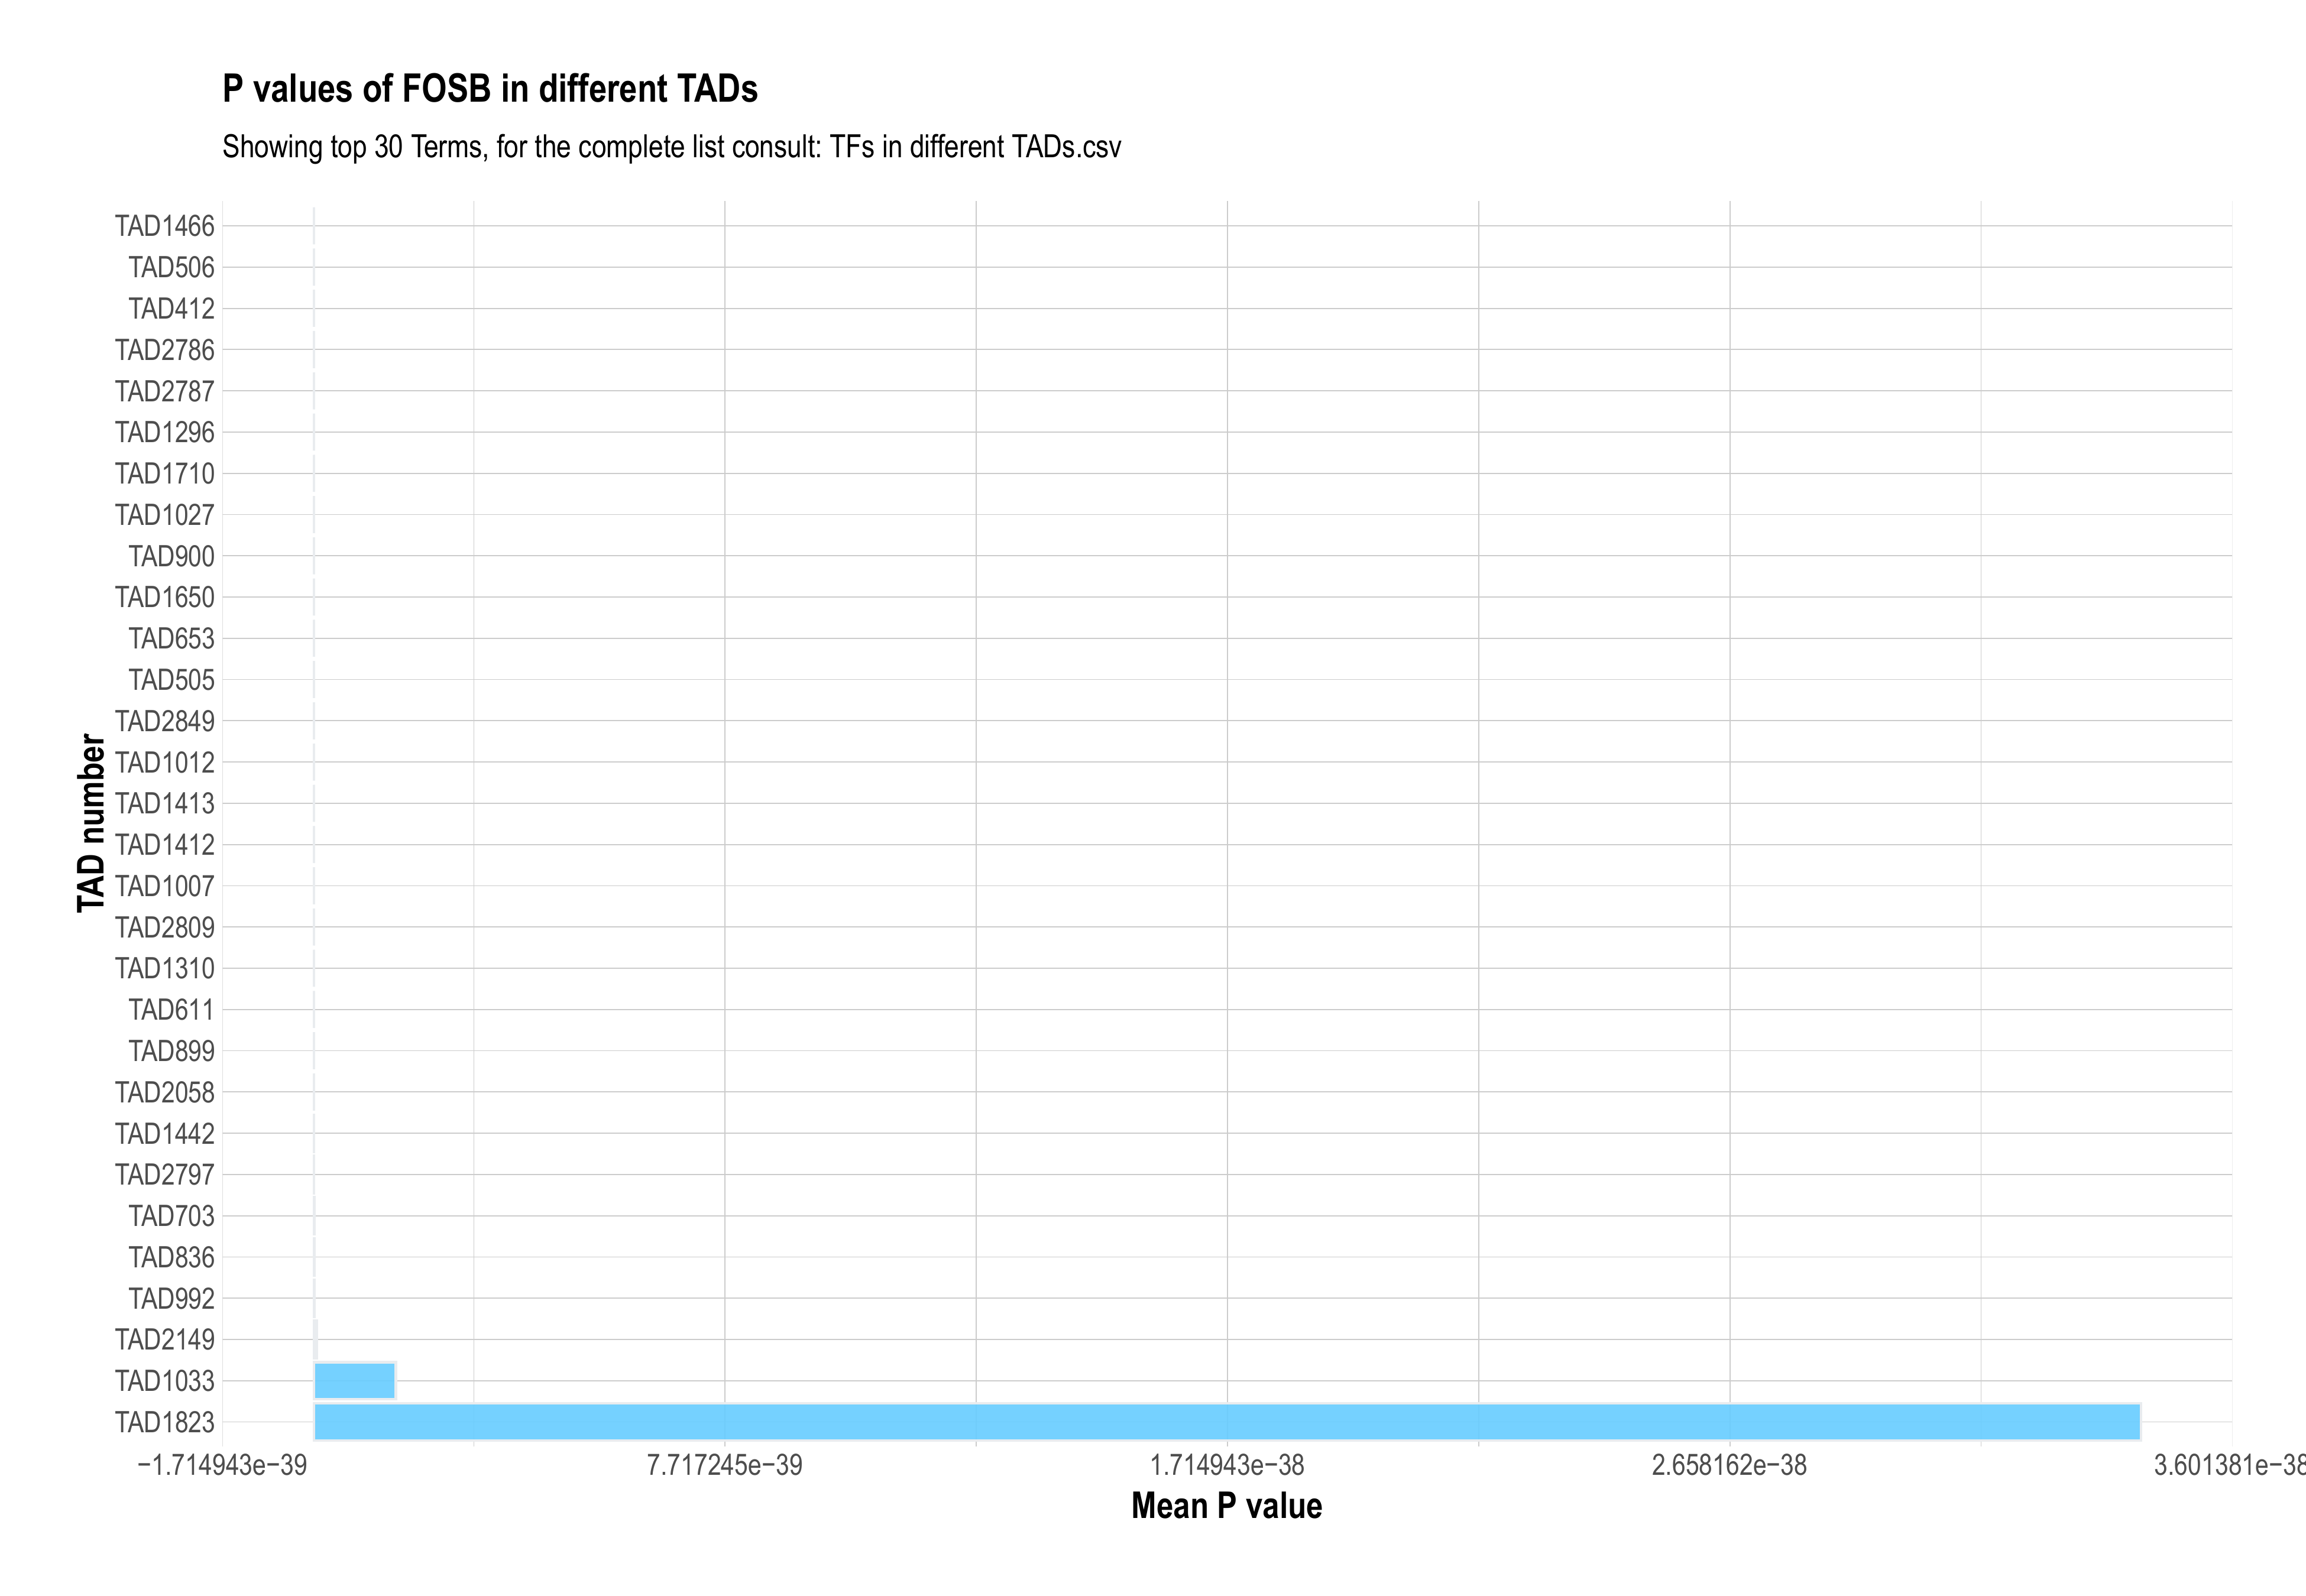 P values of FOSB in different TADs
Showing top 30 Terms, for the complete list consult: TFs in different TADs.csv
TAD number
TAD1466
TAD506
TAD412
TAD2786
TAD2787
TAD1296
TAD1710
TAD1027
TAD900
TAD1650
TAD653
TAD505
TAD2849
TAD1012
TAD1413
TAD1412
TAD1007
TAD2809
TAD1310
TAD611
TAD899
TAD2058
TAD1442
TAD2797
TAD703
TAD836
TAD992
TAD2149
TAD1033
TAD1823
−1.714943e−39 7.717245e−39 1.714943e−38 2.658162e−38 3.601381e−38
Mean P value